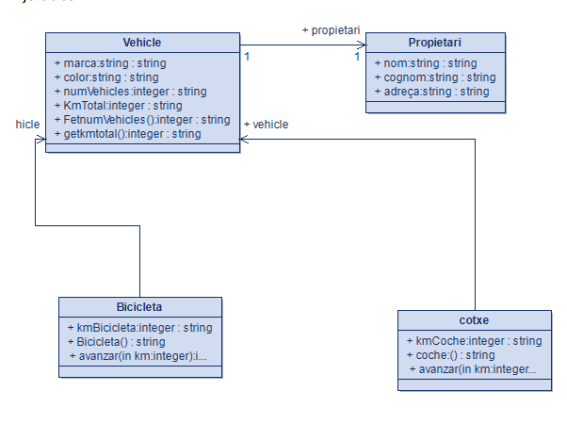 + propietari
Vehicle
Propietari
+ marca:string : string
+ color:string : string
+ numVehicles:integer : string
+ KmTotal:integer : string
+ FetnumVehicles():integer : string
+ getkmtotal():integer : string
1
1
+ nom:string : string
+ cognom:string : string
+ adreça:string : string
hicle
+ vehicle
Bicicleta
+ kmBicicleta:integer : string
+ Bicicleta() : string
+ avanzar(in km:integer):i...
cotxe
+ kmCoche:integer : string
+ coche:() : string
+ avanzar(in km:integer...